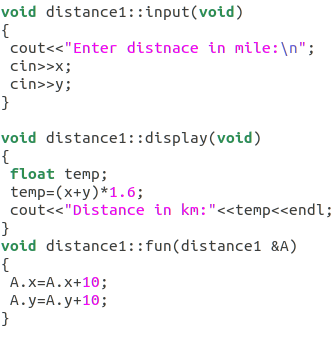 void distance1::input(void)
{
 cout<<"Enter distnace in mile:\n";
 cin>>x;
 cin>>y;
}

void distance1::display(void)
{
 float temp;
 temp=(x+y)*1.6;
 cout<<"Distance in km:"<<temp<<endl;
}
void distance1::fun(distance1 &A)
{
 A.x=A.x+10;
 A.y=A.y+10;
}